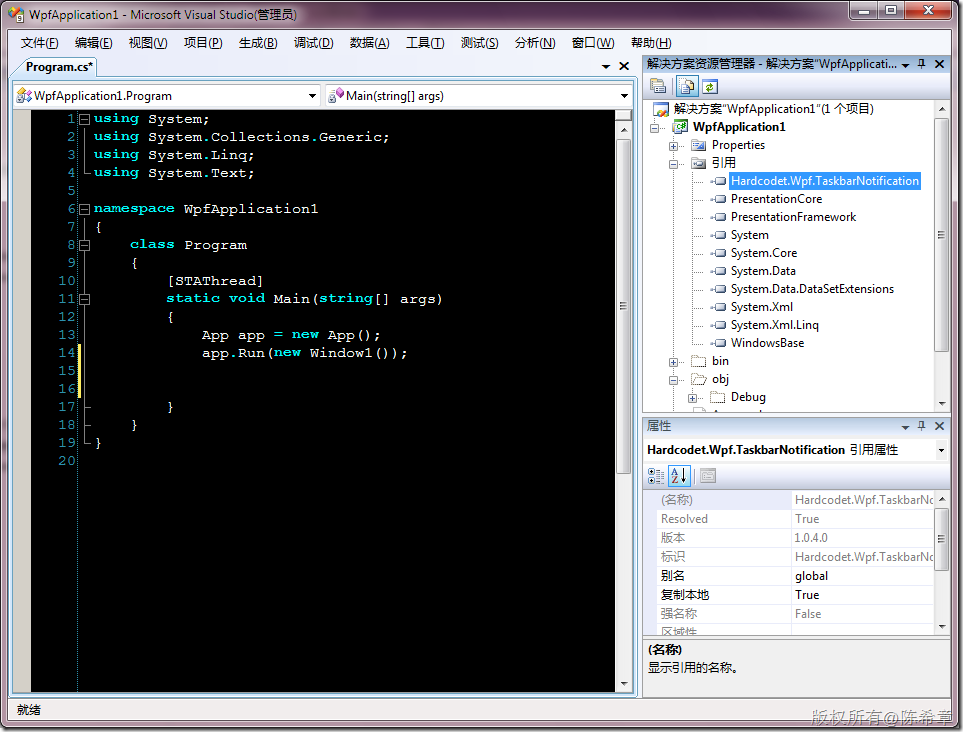 WpfApplication1 - Microsoft Visual Studio(管理员)
文件(F) 编辑(E) 视图(V) 项目(P) 生成(B) 调试(D) 数据(A) 工具(T) 测试(S) 分析(N) 窗口(W) 帮助(H)
Program.cs*
WpfApplication1.Program
Main(string[] args)
1 using System;
2 using System.Collections.Generic;
3 using System.Linq;
4 using System.Text;
5
6 namespace WpfApplication1
7 {
8 class Program
9 {
10 [STAThread]
11 static void Main(string[] args)
12 {
13 App app = new App();
14 app.Run(new Window1());
15
16
17 }
18 }
19 }
20
解决方案资源管理器 - 解决方案"WpfApplicati...
解决方案"WpfApplication1"(1 个项目)
WpfApplication1
Properties
引用
Hardcodet.Wpf.TaskbarNotification
PresentationCore
PresentationFramework
System
System.Core
System.Data
System.Data.DataSetExtensions
System.Xml
System.Xml.Linq
WindowsBase
bin
obj
Debug
属性
Hardcodet.Wpf.TaskbarNotification 引用属性
(名称) Hardcodet.Wpf.TaskbarNo
Resolved True
版本 1.0.4.0
标识 Hardcodet.Wpf.TaskbarNo
别名 global
复制本地 True
强名称 False
区域性
(名称)
显示引用的名称。
就绪
版权所有@陈希章